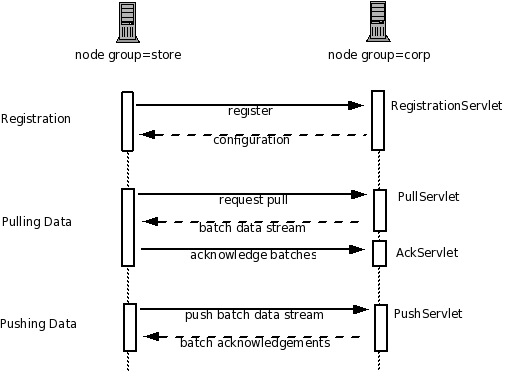 node group=store
node group=corp
register
RegistrationServlet
Registration
configuration
request pull
PullServlet
Pulling Data
batch data stream
acknowledge batches
AckServlet
push batch data stream
PushServlet
Pushing Data
batch acknowledgements